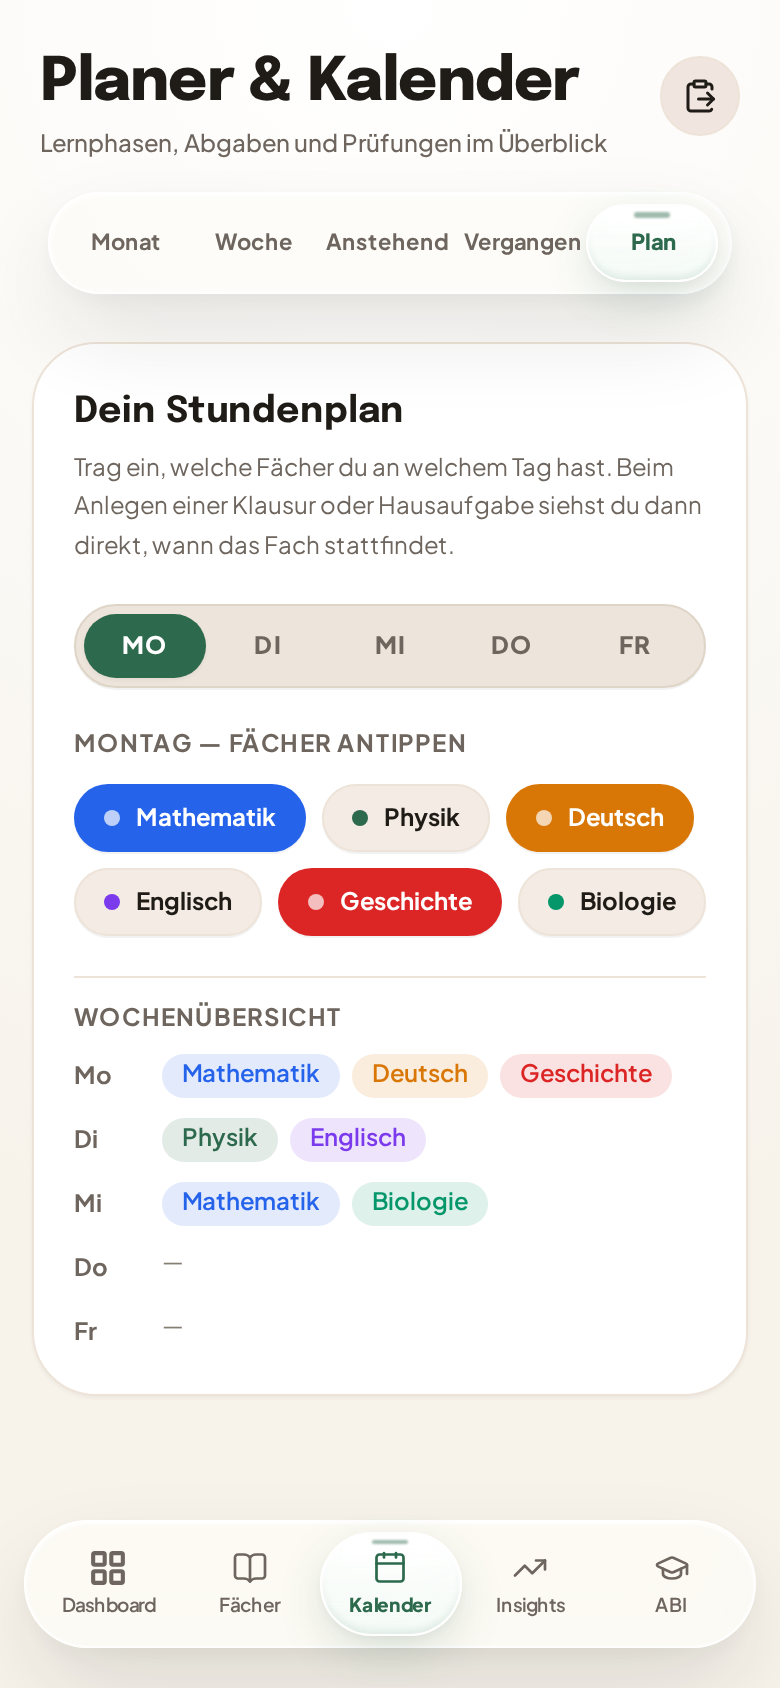 Planer & Kalender
Lernphasen, Abgaben und Prüfungen im Überblick
Monat Woche Anstehend Vergangen Plan
Dein Stundenplan
Trag ein, welche Fächer du an welchem Tag hast. Beim
Anlegen einer Klausur oder Hausaufgabe siehst du dann
direkt, wann das Fach stattfindet.
MO DI MI DO FR
MONTAG — FÄCHER ANTIPPEN
Mathematik Physik Deutsch
Englisch Geschichte Biologie
WOCHENÜBERSICHT
Mo Mathematik Deutsch Geschichte
Di Physik Englisch
Mi Mathematik Biologie
Do —
Fr —
Dashboard Fächer Kalender Insights ABI